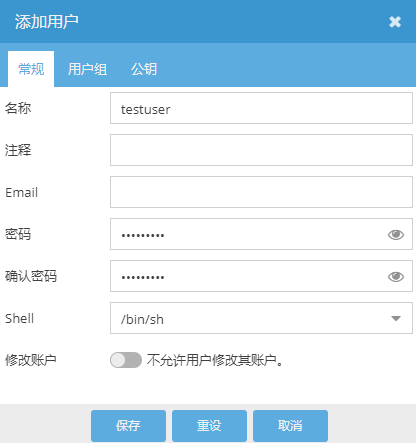 添加用户
常规 用户组 公钥
名称 testuser
注释
Email
密码 •••••••••
确认密码 •••••••••
Shell /bin/sh
修改账户 不允许用户修改其账户。
保存 重设 取消